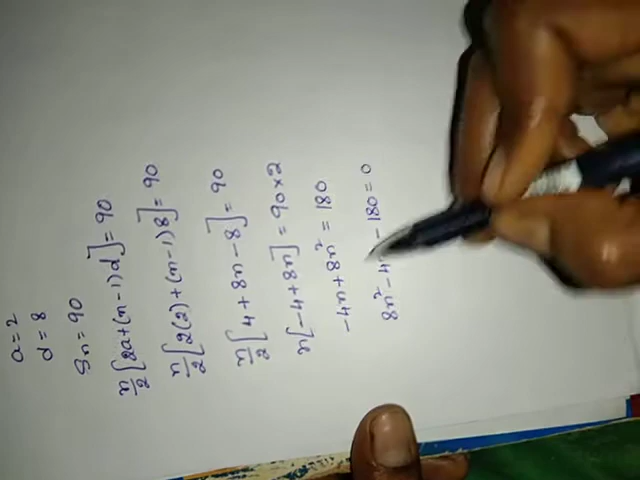 a = 2
d = 8
Sn = 90
n/2 [2a+(n-1)d] = 90
n/2 [2(2)+(n-1)8] = 90
n/2 [4+8n-8] = 90
n[-4+8n] = 90×2
-4n+8n² = 180
8n²-4n-180=0